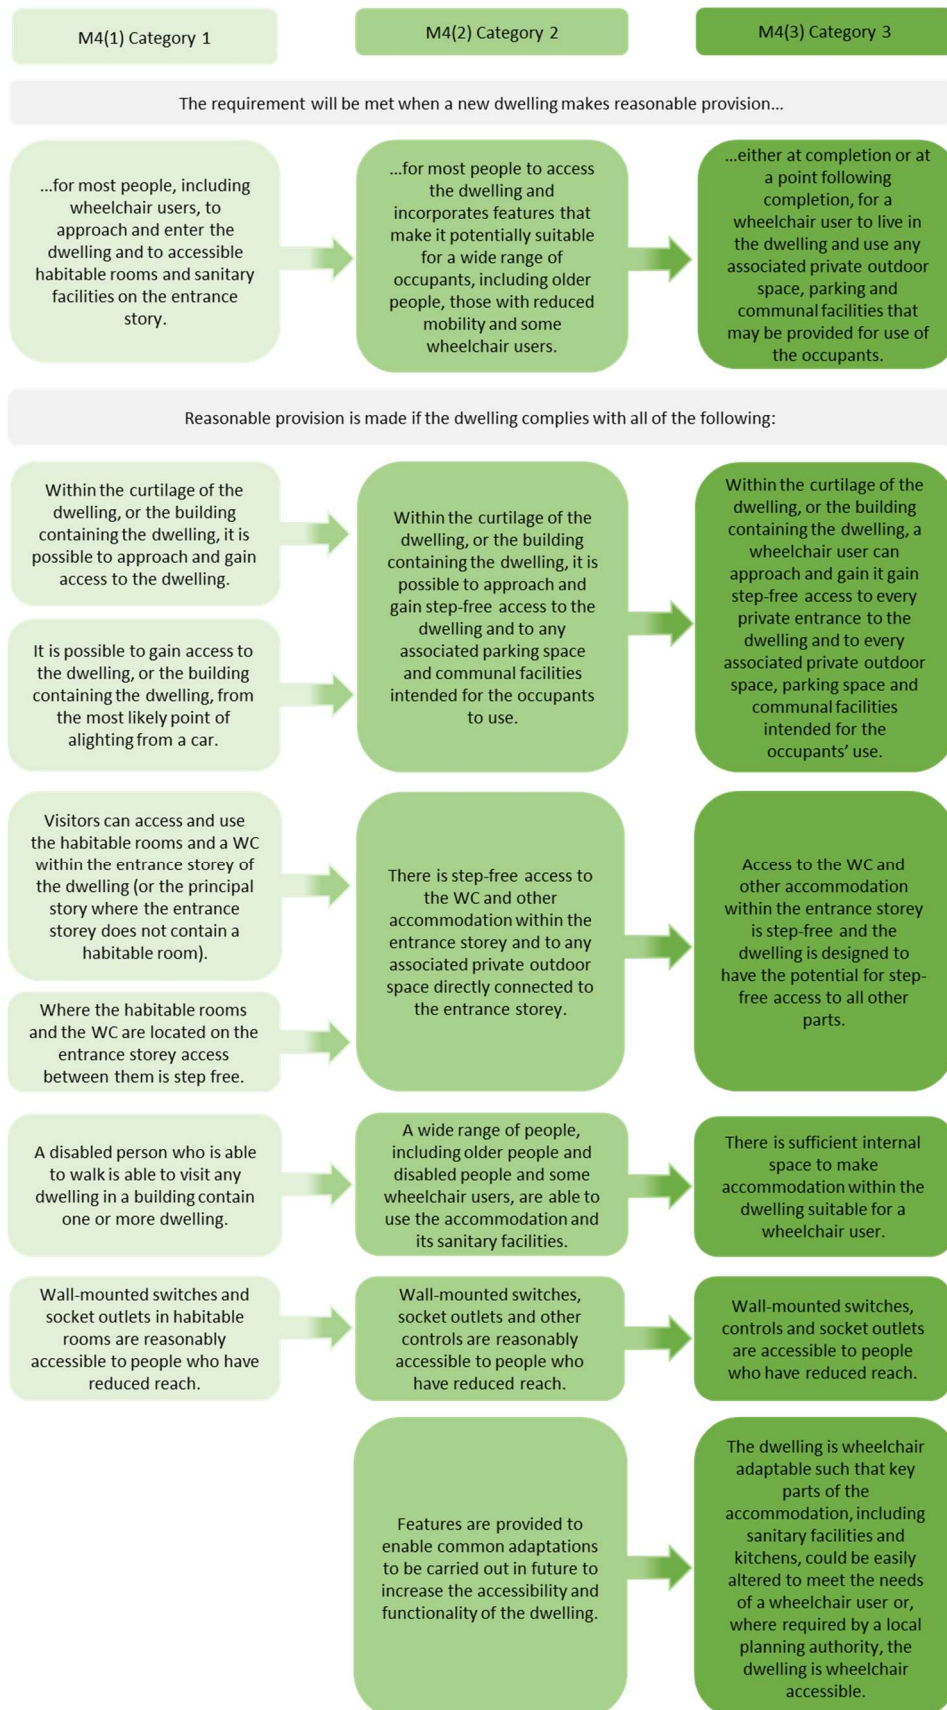 M4(1) Category 1
M4(2) Category 2
M4(3) Category 3
The requirement will be met when a new dwelling makes reasonable provision...
...for most people, including
wheelchair users, to
approach and enter the
dwelling and to accessible
habitable rooms and sanitary
facilities on the entrance
story.
...for most people to access
the dwelling and
incorporates features that
make it potentially suitable
for a wide range of
occupants, including older
people, those with reduced
mobility and some
wheelchair users.
...either at completion or at
a point following
completion, for a
wheelchair user to live in
the dwelling and use any
associated private outdoor
space, parking and
communal facilities that
may be provided for use of
the occupants.
Reasonable provision is made if the dwelling complies with all of the following:
Within the curtilage of the
dwelling, or the building
containing the dwelling, it is
possible to approach and gain
access to the dwelling.
It is possible to gain access to
the dwelling, or the building
containing the dwelling, from
the most likely point of
alighting from a car.
Within the curtilage of the
dwelling, or the building
containing the dwelling, it is
possible to approach and
gain step-free access to the
dwelling and to any
associated parking space
and communal facilities
intended for the occupants
to use.
Within the curtilage of the
dwelling, or the building
containing the dwelling, a
wheelchair user can
approach and gain it gain
step-free access to every
private entrance to the
dwelling and to every
associated private outdoor
space, parking space and
communal facilities
intended for the
occupants' use.
Visitors can access and use
the habitable rooms and a WC
within the entrance storey of
the dwelling (or the principal
story where the entrance
storey does not contain a
habitable room).
Where the habitable rooms
and the WC are located on the
entrance storey access
between them is step free.
There is step-free access to
the WC and other
accommodation within the
entrance storey and to any
associated private outdoor
space directly connected to
the entrance storey.
Access to the WC and
other accommodation
within the entrance storey
is step-free and the
dwelling is designed to
have the potential for step-
free access to all other
parts.
A disabled person who is able
to walk is able to visit any
dwelling in a building contain
one or more dwelling.
A wide range of people,
including older people and
disabled people and some
wheelchair users, are able to
use the accommodation and
its sanitary facilities.
There is sufficient internal
space to make
accommodation within the
dwelling suitable for a
wheelchair user.
Wall-mounted switches and
socket outlets in habitable
rooms are reasonably
accessible to people who have
reduced reach.
Wall-mounted switches,
socket outlets and other
controls are reasonably
accessible to people who
have reduced reach.
Wall-mounted switches,
controls and socket outlets
are accessible to people
who have reduced reach.
Features are provided to
enable common adaptations
to be carried out in future to
increase the accessibility and
functionality of the dwelling.
The dwelling is wheelchair
adaptable such that key
parts of the
accommodation, including
sanitary facilities and
kitchens, could be easily
altered to meet the needs
of a wheelchair user or,
where required by a local
planning authority, the
dwelling is wheelchair
accessible.